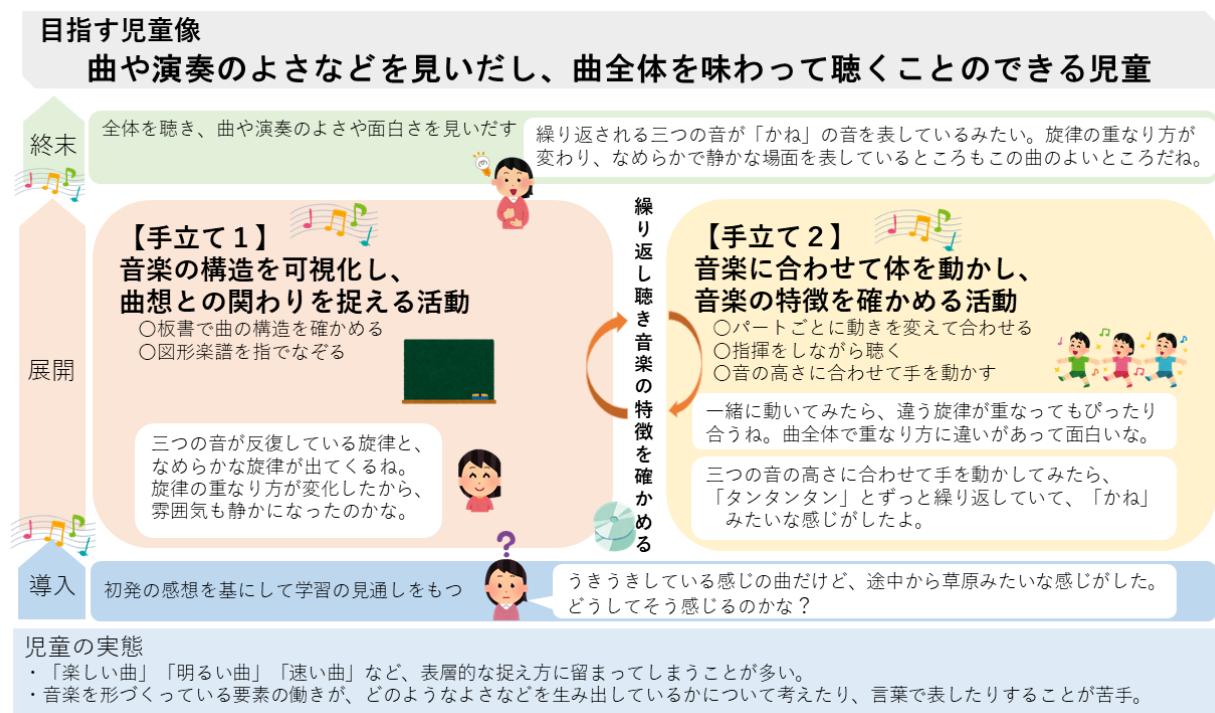 目指す児童像
曲や演奏のよさなどを見いだし、曲全体を味わって聴くことのできる児童
終末
全体を聴き、曲や演奏のよさや面白さを見いだす
繰り返される三つの音が「かね」の音を表しているみたい。旋律の重なり方が
変わり、なめらかで静かな場面を表しているところもこの曲のよいところだね。
展開
【手立て１】
音楽の構造を可視化し、
曲想との関わりを捉える活動
〇板書で曲の構造を確かめる
〇図形楽譜を指でなぞる
三つの音が反復している旋律と、
なめらかな旋律が出てくるね。
旋律の重なり方が変化したから、
雰囲気も静かになったのかな。
繰り返し聴き音楽の特徴を確かめる
【手立て２】
音楽に合わせて体を動かし、
音楽の特徴を確かめる活動
〇パートごとに動きを変えて合わせる
〇指揮をしながら聴く
〇音の高さに合わせて手を動かす
一緒に動いてみたら、違う旋律が重なってもぴったり
合うね。曲全体で重なり方に違いがあって面白いな。
三つの音の高さに合わせて手を動かしてみたら、
「タンタンタン」とずっと繰り返していて、「かね」
みたいな感じがしたよ。
導入
初発の感想を基にして学習の見通しをもつ
?
うきうきしている感じの曲だけど、途中から草原みたいな感じがした。
どうしてそう感じるのかな？
児童の実態
・「楽しい曲」「明るい曲」「速い曲」など、表層的な捉え方に留まってしまうことが多い。
・音楽を形づくっている要素の働きが、どのようなよさなどを生み出しているかについて考えたり、言葉で表したりすることが苦手。